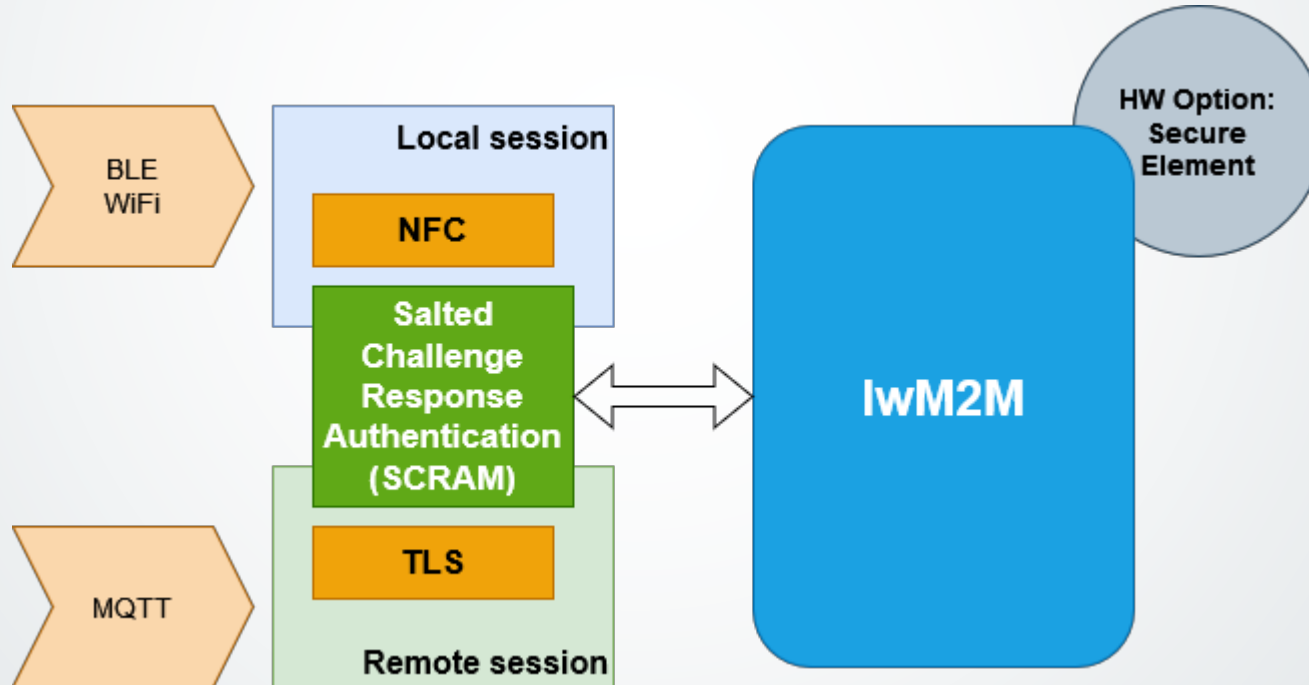 BLE
WiFi
Local session
NFC
Salted
Challenge
Response
Authentication
(SCRAM)
TLS
MQTT
Remote session
lwM2M
HW Option:
Secure
Element